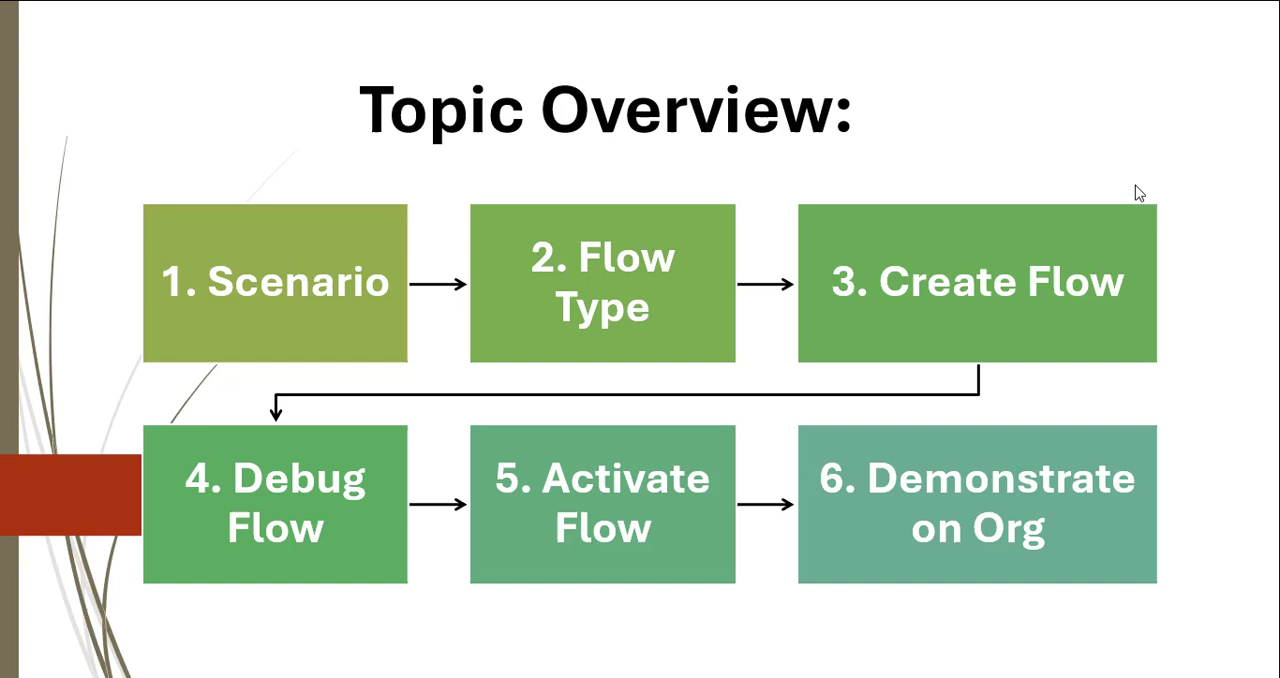 Topic Overview:
1. Scenario
2. Flow
Type
3. Create Flow
4. Debug
Flow
5. Activate
Flow
6. Demonstrate
on Org